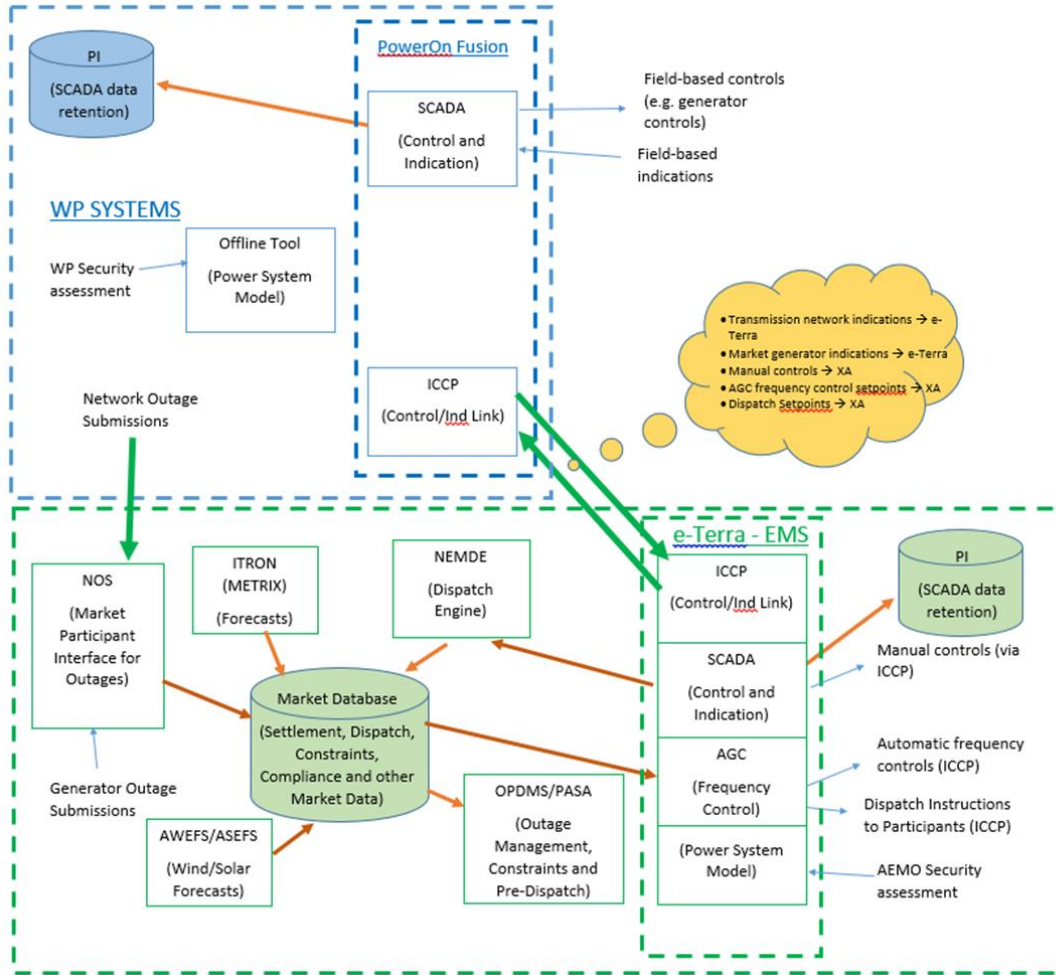 PowerOn Fusion
PI
(SCADA data
retention)
SCADA
(Control and
Indication)
Field-based controls
(e.g. generator
controls)
Field-based
indications
WP SYSTEMS
Offline Tool
(Power System
Model)
WP Security
assessment
• Transmission network indications → e-
Terra
• Market generator indications → e-Terra
• Manual controls → XA
• AGC frequency control setpoints → XA
• Dispatch Setpoints → XA
ICCP
(Control/Ind Link)
Network Outage
Submissions
e-Terra - EMS
NOS
(Market
Participant
Interface for
Outages)
ITRON
(METRIX)
(Forecasts)
NEMDE
(Dispatch
Engine)
ICCP
(Control/Ind Link)
PI
(SCADA data
retention)
SCADA
(Control and
Indication)
Manual controls (via
ICCP)
Market Database
(Settlement, Dispatch,
Constraints,
Compliance and other
Market Data)
AGC
(Frequency
Control)
Automatic frequency
controls (ICCP)
Dispatch Instructions
to Participants (ICCP)
Generator Outage
Submissions
OPDMS/PASA
(Outage
Management,
Constraints and
Pre-Dispatch)
AWEFS/ASEFS
(Wind/Solar
Forecasts)
(Power System
Model)
AEMO Security
assessment